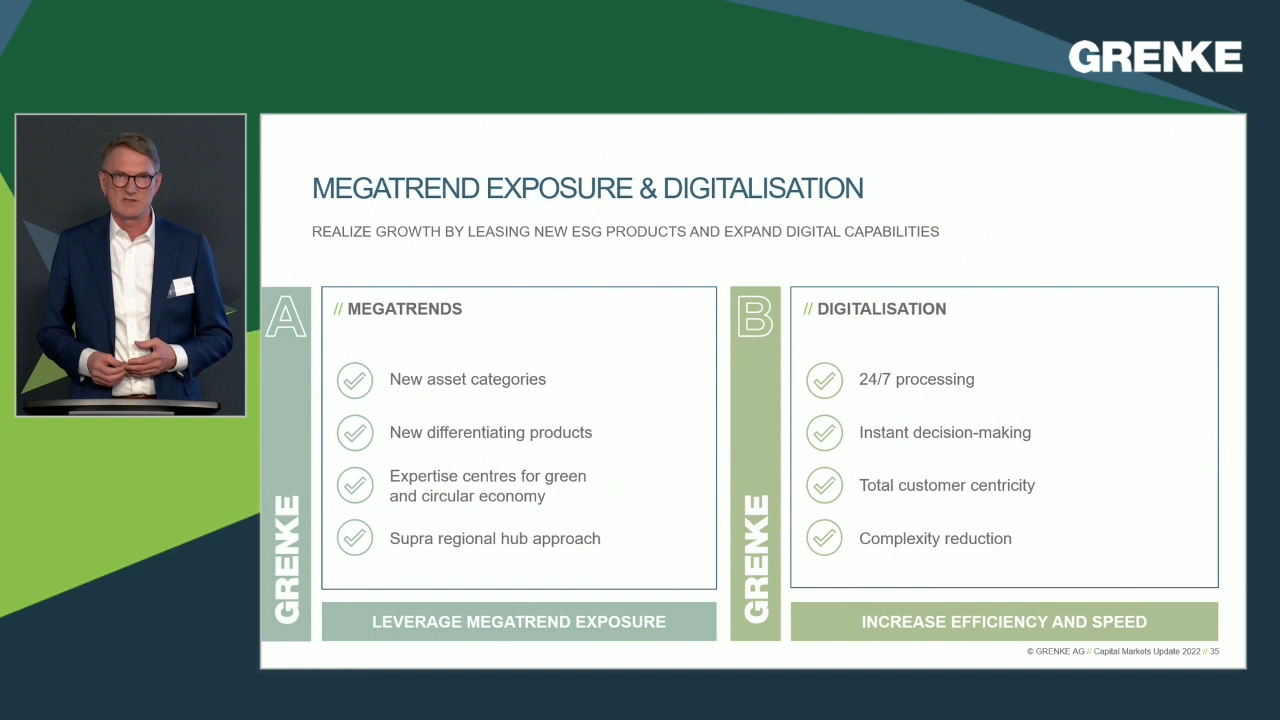 GRENKE
MEGATREND EXPOSURE & DIGITALISATION
REALIZE GROWTH BY LEASING NEW ESG PRODUCTS AND EXPAND DIGITAL CAPABILITIES
A
GRENKE
// MEGATRENDS
New asset categories
New differentiating products
Expertise centres for green
and circular economy
Supra regional hub approach
LEVERAGE MEGATREND EXPOSURE
B
GRENKE
// DIGITALISATION
24/7 processing
Instant decision-making
Total customer centricity
Complexity reduction
INCREASE EFFICIENCY AND SPEED
© GRENKE AG // Capital Markets Update 2022 // 35